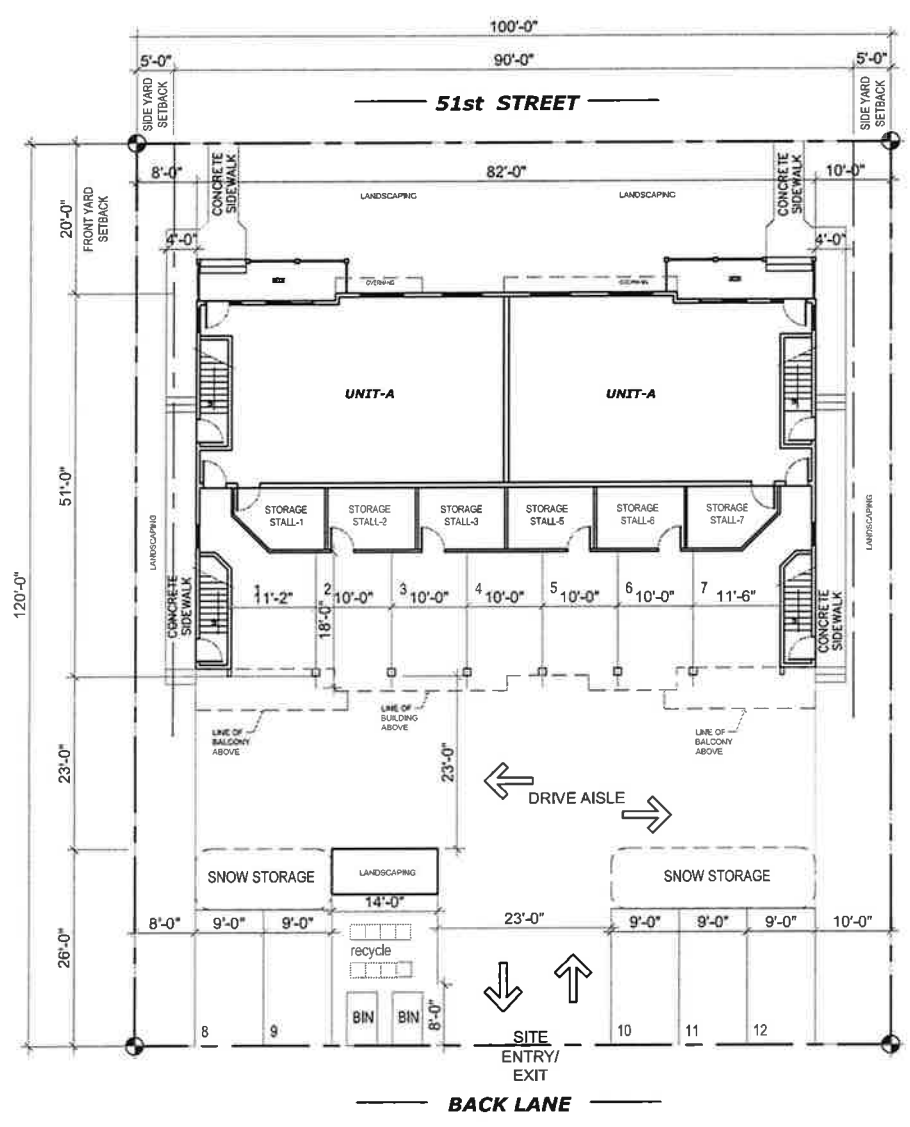 100'-0"
5'-0"
90'-0"
5'-0"
SIDE YARD
SETBACK
51st STREET
SIDE YARD
SETBACK
8'-0"
82'-0"
10'-0"
CONCRETE
SIDEWALK
LANDSCAPING
LANDSCAPING
CONCRETE
SIDEWALK
20'-0"
FRONT YARD
SETBACK
4'-0"
4'-0"
OVERHANG
UNIT-A
UNIT-A
51'-0"
120'-0"
LANDSCAPING
LANDSCAPING
STORAGE
STALL-1
STORAGE
STALL-2
STORAGE
STALL-3
STORAGE
STALL-5
STORAGE
STALL-6
STORAGE
STALL-7
1
2
3
4
5
6
7
11'-2"
10'-0"
10'-0"
10'-0"
10'-0"
10'-0"
11'-6"
18'-0"
CONCRETE
SIDEWALK
CONCRETE
SIDEWALK
LINE OF
BALCONY
ABOVE
LINE OF
BUILDING
ABOVE
LINE OF
BALCONY
ABOVE
23'-0"
23'-0"
DRIVE AISLE
SNOW STORAGE
LANDSCAPING
SNOW STORAGE
14'-0"
26'-0"
8'-0"
9'-0"
9'-0"
23'-0"
9'-0"
9'-0"
9'-0"
10'-0"
recycle
BIN
BIN
8'-0"
8
9
10
11
12
SITE
ENTRY/
EXIT
BACK LANE